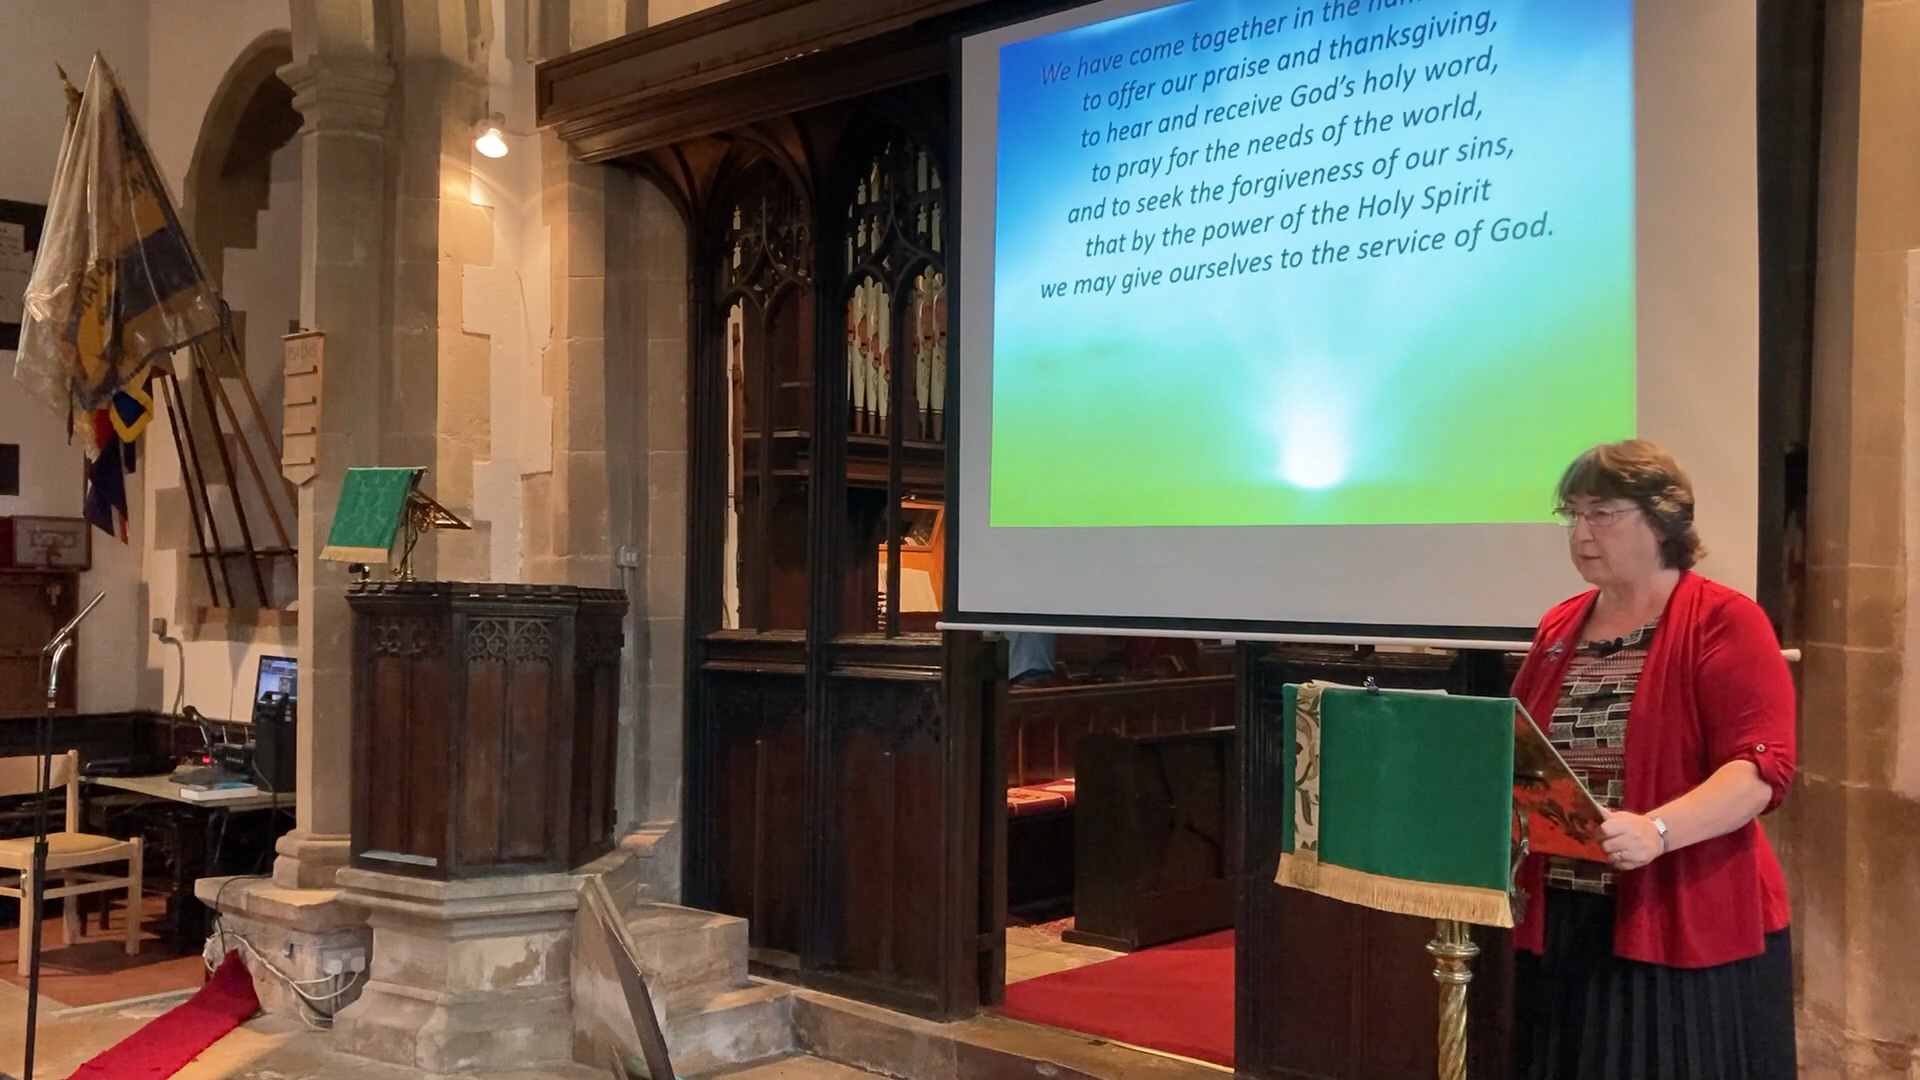 We have come together in the
to offer our praise and thanksgiving,
to hear and receive God's holy word,
to pray for the needs of the world,
and to seek the forgiveness of our sins,
that by the power of the Holy Spirit
we may give ourselves to the service of God.
PSALMS